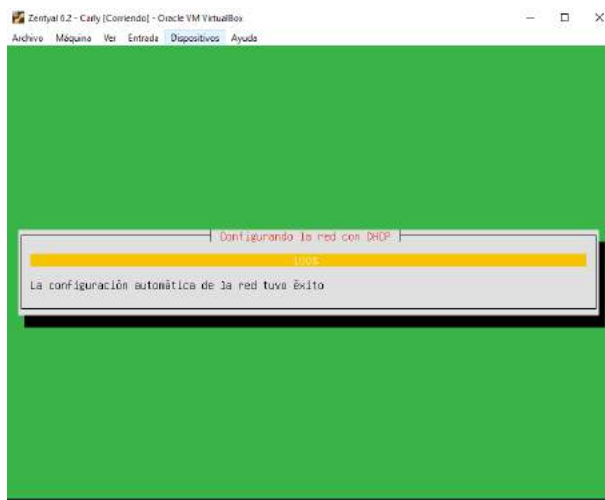 Zentyal 6.2 - Carly [Corriendo] - Oracle VM VirtualBox
Archivo Máquina Ver Entrada Dispositivos Ayuda
Configurando la red con DHCP
100%
La configuración automática de la red tuvo éxito